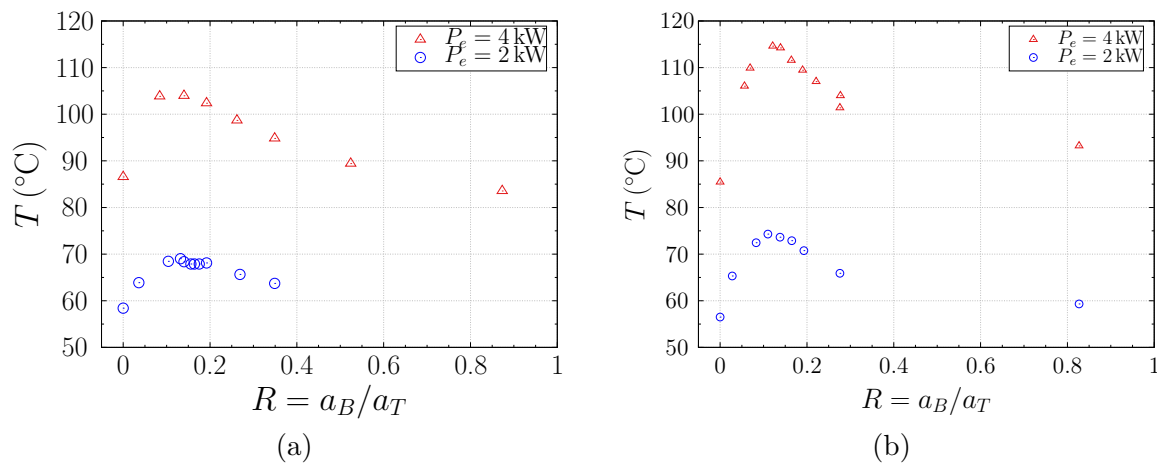 120
110
100
90
80
70
60
50
0
0.2
0.4
0.6
0.8
1
T (°C)
R = a_B/a_T
P_e = 4 kW
P_e = 2 kW
(a)
120
110
100
90
80
70
60
50
0
0.2
0.4
0.6
0.8
1
T (°C)
R = a_B/a_T
P_e = 4 kW
P_e = 2 kW
(b)